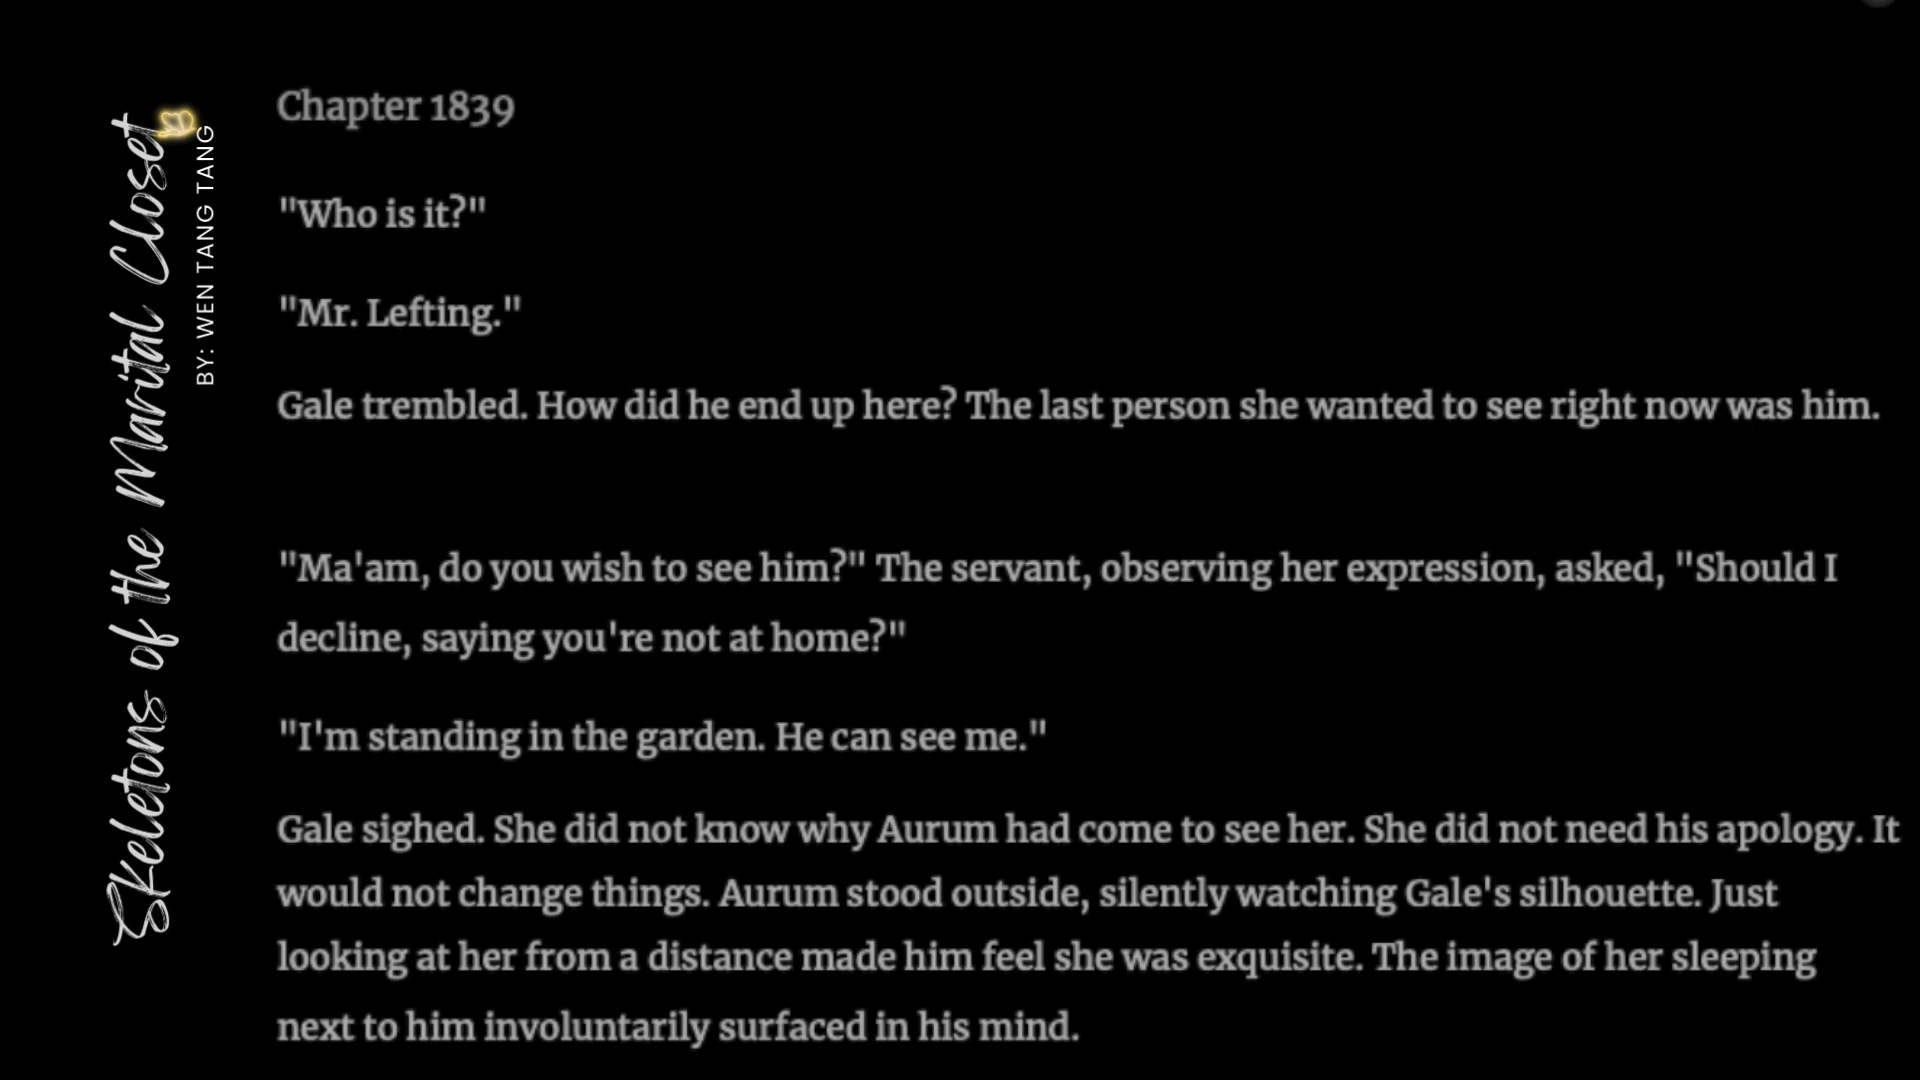 Skeletons of the Marital Closet
BY: WEN TANG TANG
Chapter 1839
"Who is it?"
"Mr. Lefting."
Gale trembled. How did he end up here? The last person she wanted to see right now was him.
"Ma'am, do you wish to see him?" The servant, observing her expression, asked, "Should I
decline, saying you're not at home?"
"I'm standing in the garden. He can see me."
Gale sighed. She did not know why Aurum had come to see her. She did not need his apology. It
would not change things. Aurum stood outside, silently watching Gale's silhouette. Just
looking at her from a distance made him feel she was exquisite. The image of her sleeping
next to him involuntarily surfaced in his mind.